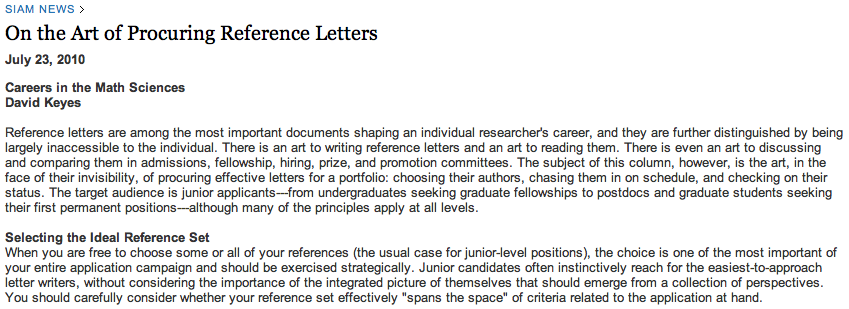 SIAM NEWS >
On the Art of Procuring Reference Letters
July 23, 2010
Careers in the Math Sciences
David Keyes
Reference letters are among the most important documents shaping an individual researcher's career, and they are further distinguished by being
largely inaccessible to the individual. There is an art to writing reference letters and an art to reading them. There is even an art to discussing
and comparing them in admissions, fellowship, hiring, prize, and promotion committees. The subject of this column, however, is the art, in the
face of their invisibility, of procuring effective letters for a portfolio: choosing their authors, chasing them in on schedule, and checking on their
status. The target audience is junior applicants---from undergraduates seeking graduate fellowships to postdocs and graduate students seeking
their first permanent positions---although many of the principles apply at all levels.
Selecting the Ideal Reference Set
When you are free to choose some or all of your references (the usual case for junior-level positions), the choice is one of the most important of
your entire application campaign and should be exercised strategically. Junior candidates often instinctively reach for the easiest-to-approach
letter writers, without considering the importance of the integrated picture of themselves that should emerge from a collection of perspectives.
You should carefully consider whether your reference set effectively "spans the space" of criteria related to the application at hand.